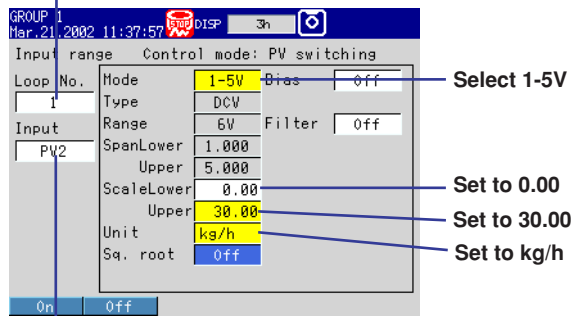 GROUP 1
Mar.21.2002 11:37:57 STOP DISP 3h
Input range Control mode: PV switching
Loop No. Mode 1-5V Bias Off Select 1-5V
1 Type DCV
Input Range 6V Filter Off
PV2 SpanLower 1.000
Upper 5.000
ScaleLower 0.00 Set to 0.00
Upper 30.00 Set to 30.00
Unit kg/h Set to kg/h
Sq. root Off
On Off